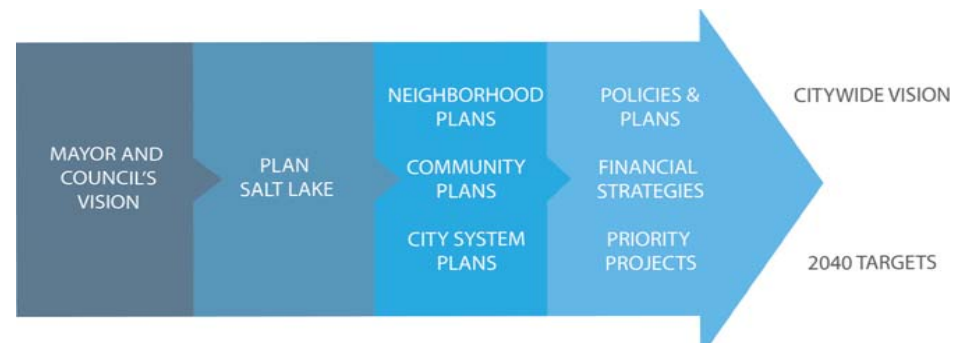 MAYOR AND
COUNCIL'S
VISION
PLAN
SALT LAKE
NEIGHBORHOOD
PLANS
COMMUNITY
PLANS
CITY SYSTEM
PLANS
POLICIES &
PLANS
FINANCIAL
STRATEGIES
PRIORITY
PROJECTS
CITYWIDE VISION
2040 TARGETS